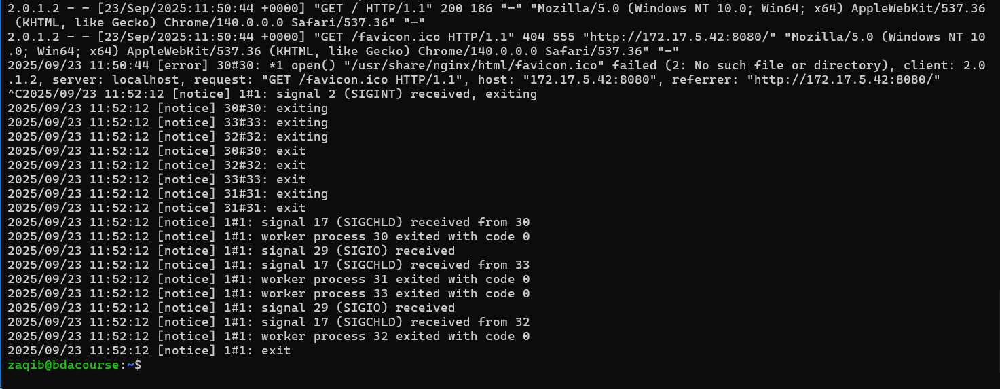 2.0.1.2 - - [23/Sep/2025:11:50:44 +0000] "GET / HTTP/1.1" 200 186 "-" "Mozilla/5.0 (Windows NT 10.0; Win64; x64) AppleWebKit/537.36
 (KHTML, like Gecko) Chrome/140.0.0.0 Safari/537.36" "-"
2.0.1.2 - - [23/Sep/2025:11:50:44 +0000] "GET /favicon.ico HTTP/1.1" 404 555 "http://172.17.5.42:8080/" "Mozilla/5.0 (Windows NT 10
.0; Win64; x64) AppleWebKit/537.36 (KHTML, like Gecko) Chrome/140.0.0.0 Safari/537.36" "-"
2025/09/23 11:50:44 [error] 30#30: *1 open() "/usr/share/nginx/html/favicon.ico" failed (2: No such file or directory), client: 2.0
.1.2, server: localhost, request: "GET /favicon.ico HTTP/1.1", host: "172.17.5.42:8080", referrer: "http://172.17.5.42:8080/"
^C2025/09/23 11:52:12 [notice] 1#1: signal 2 (SIGINT) received, exiting
2025/09/23 11:52:12 [notice] 30#30: exiting
2025/09/23 11:52:12 [notice] 33#33: exiting
2025/09/23 11:52:12 [notice] 32#32: exiting
2025/09/23 11:52:12 [notice] 30#30: exit
2025/09/23 11:52:12 [notice] 32#32: exit
2025/09/23 11:52:12 [notice] 33#33: exit
2025/09/23 11:52:12 [notice] 31#31: exiting
2025/09/23 11:52:12 [notice] 31#31: exit
2025/09/23 11:52:12 [notice] 1#1: signal 17 (SIGCHLD) received from 30
2025/09/23 11:52:12 [notice] 1#1: worker process 30 exited with code 0
2025/09/23 11:52:12 [notice] 1#1: signal 29 (SIGIO) received
2025/09/23 11:52:12 [notice] 1#1: signal 17 (SIGCHLD) received from 33
2025/09/23 11:52:12 [notice] 1#1: worker process 31 exited with code 0
2025/09/23 11:52:12 [notice] 1#1: worker process 33 exited with code 0
2025/09/23 11:52:12 [notice] 1#1: signal 29 (SIGIO) received
2025/09/23 11:52:12 [notice] 1#1: signal 17 (SIGCHLD) received from 32
2025/09/23 11:52:12 [notice] 1#1: worker process 32 exited with code 0
2025/09/23 11:52:12 [notice] 1#1: exit
zaqib@bdacourse:~$